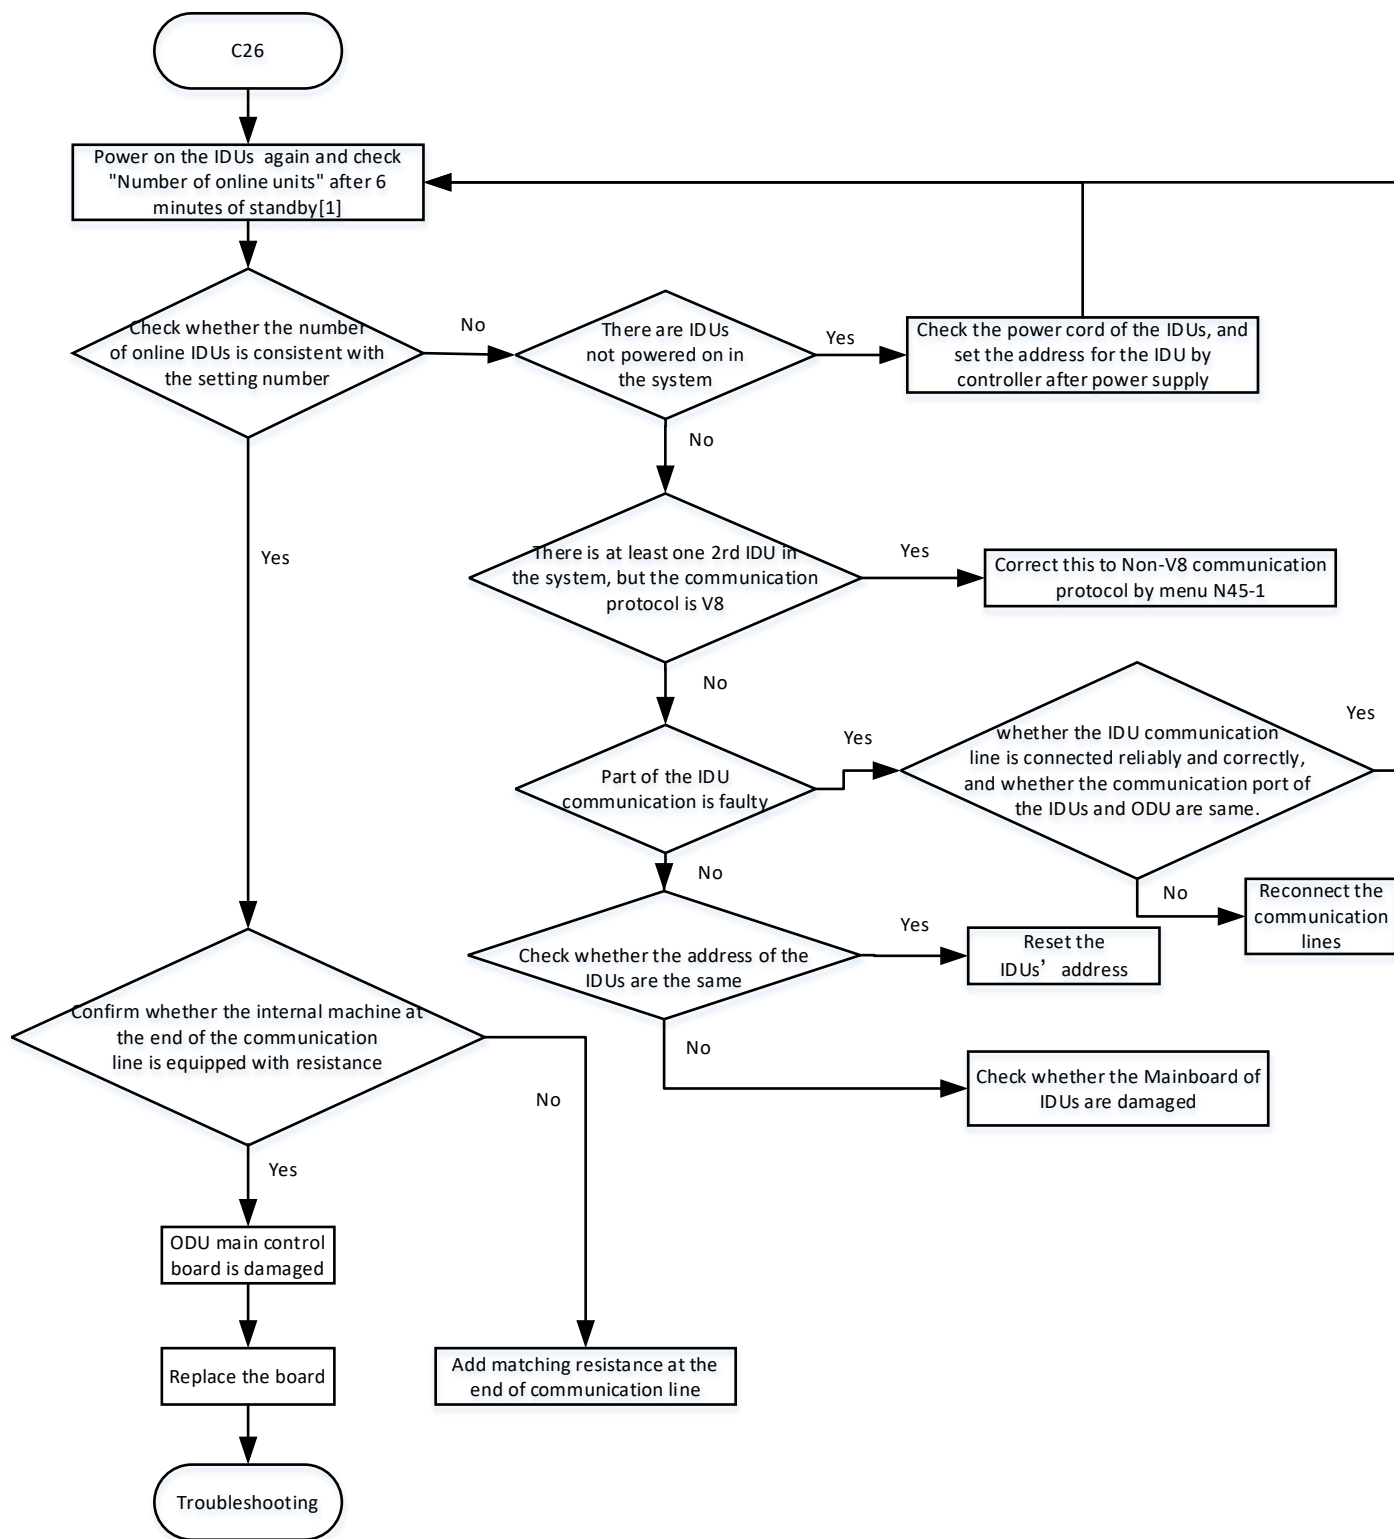 C26
Power on the IDUs again and check
"Number of online units" after 6
minutes of standby[1]
Check whether the number
of online IDUs is consistent with
the setting number
No
There are IDUs
not powered on in
the system
Yes
Check the power cord of the IDUs, and
set the address for the IDU by
controller after power supply
No
Yes
There is at least one 2rd IDU in
the system, but the communication
protocol is V8
Yes
Correct this to Non-V8 communication
protocol by menu N45-1
No
Part of the IDU
communication is faulty
Yes
whether the IDU communication
line is connected reliably and correctly,
and whether the communication port of
the IDUs and ODU are same.
Yes
No
Reconnect the
communication
lines
No
Check whether the address of the
IDUs are the same
Yes
Reset the
IDUs’ address
No
Check whether the Mainboard of
IDUs are damaged
Confirm whether the internal machine at
the end of the communication
line is equipped with resistance
No
Yes
ODU main control
board is damaged
Replace the board
Add matching resistance at the
end of communication line
Troubleshooting